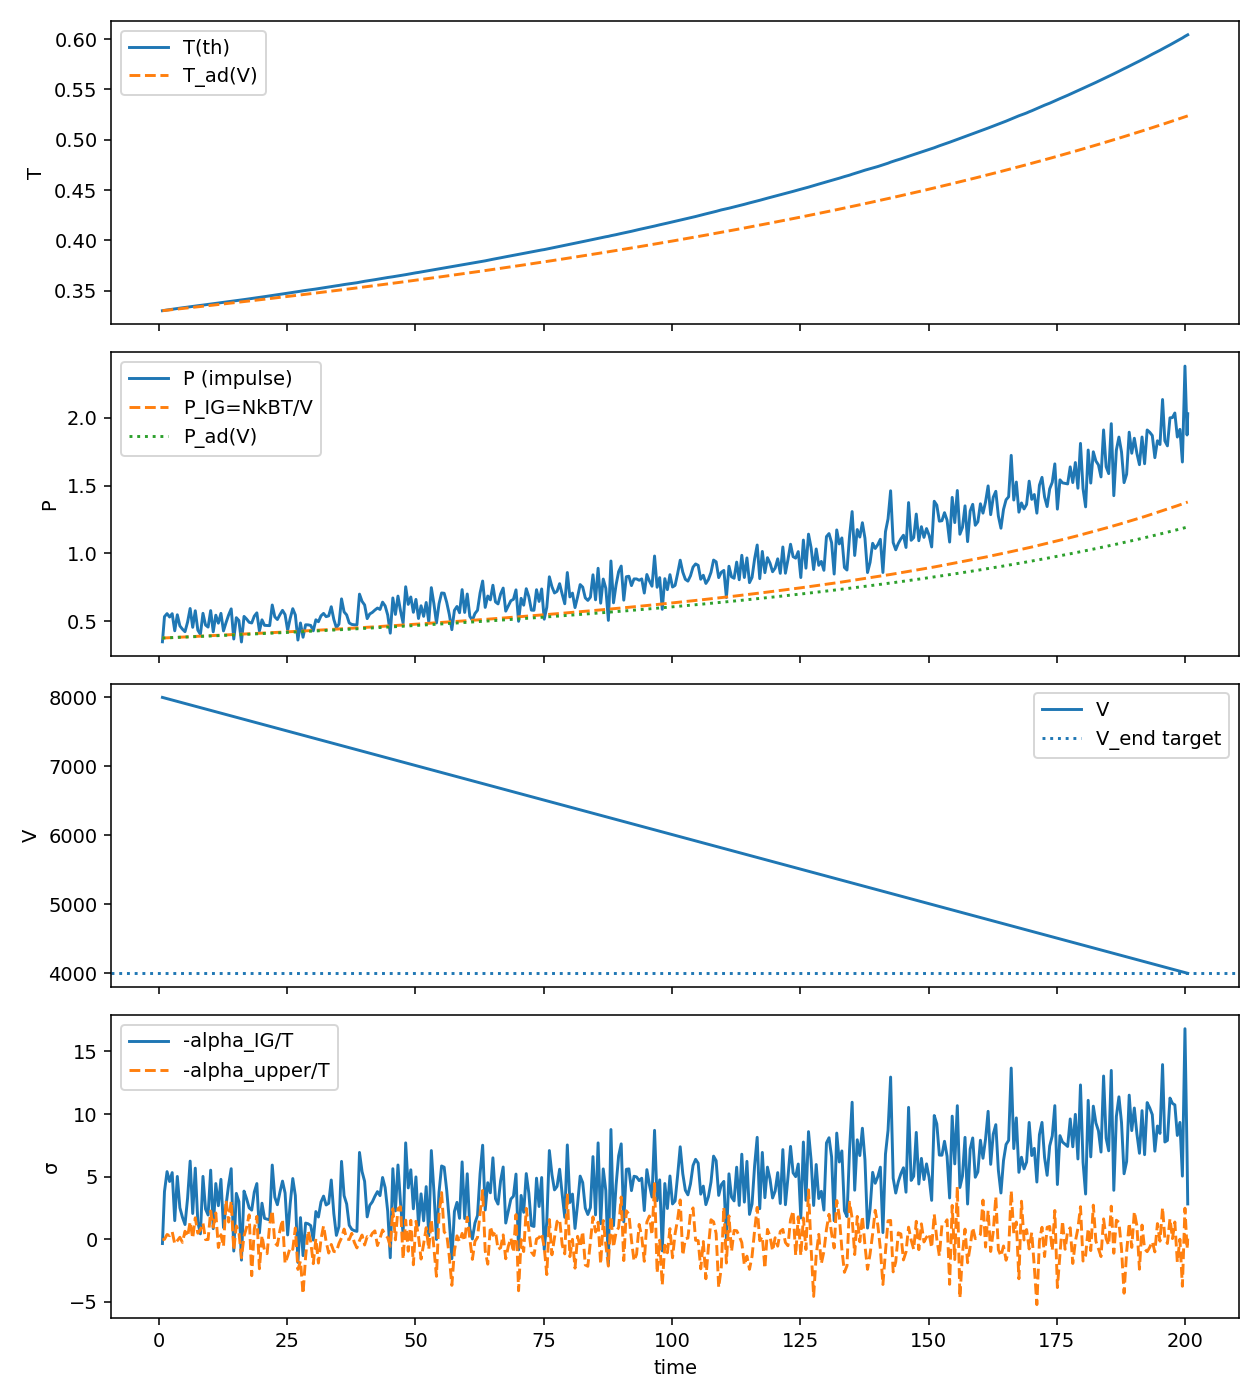 T(th)
T_ad(V)
0.60
0.55
0.50
0.45
0.40
0.35
T
P (impulse)
P_IG=NkBT/V
P_ad(V)
2.0
1.5
1.0
0.5
P
V
V_end target
8000
7000
6000
5000
4000
V
-alpha_IG/T
-alpha_upper/T
15
10
5
0
−5
σ
0
25
50
75
100
125
150
175
200
time